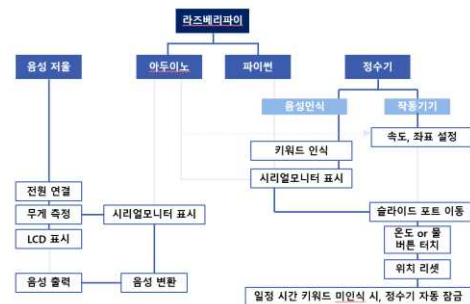 라즈베리파이
음성 저울
아두이노
파이썬
정수기
음성인식
작동기기
키워드 인식
속도, 좌표 설정
시리얼모니터 표시
전원 연결
무게 측정
시리얼모니터 표시
슬라이드 포트 이동
LCD 표시
온도 or 물
버튼 터치
음성 출력
음성 변환
위치 리셋
일정 시간 키워드 미인식 시, 정수기 자동 잠금